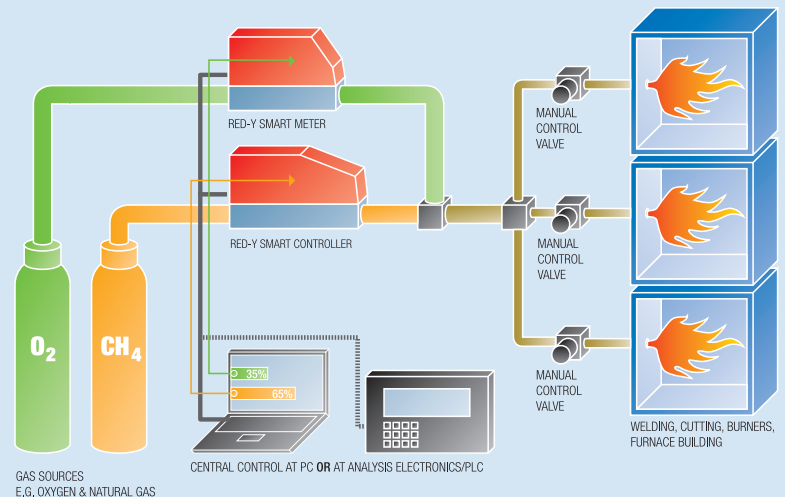 RED-Y SMART METER
RED-Y SMART CONTROLLER
MANUAL
CONTROL
VALVE
MANUAL
CONTROL
VALVE
MANUAL
CONTROL
VALVE
O₂
CH₄
35%
65%
WELDING, CUTTING, BURNERS,
FURNACE BUILDING
CENTRAL CONTROL AT PC OR AT ANALYSIS ELECTRONICS/PLC
GAS SOURCES
E,G, OXYGEN & NATURAL GAS